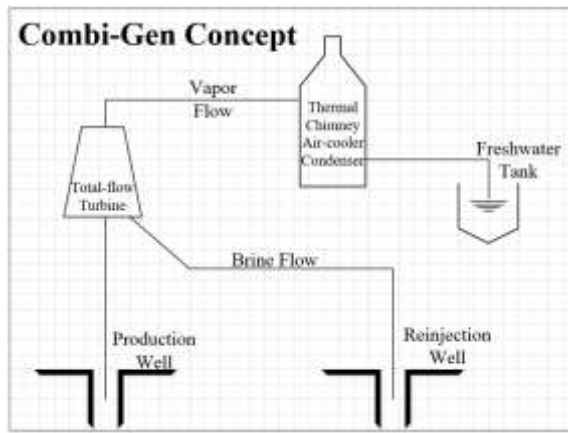 Combi-Gen Concept
Vapor
Flow
Thermal
Chimney
Air-cooler
Condenser
Freshwater
Tank
Total-flow
Turbine
Brine Flow
Production
Well
Reinjection
Well